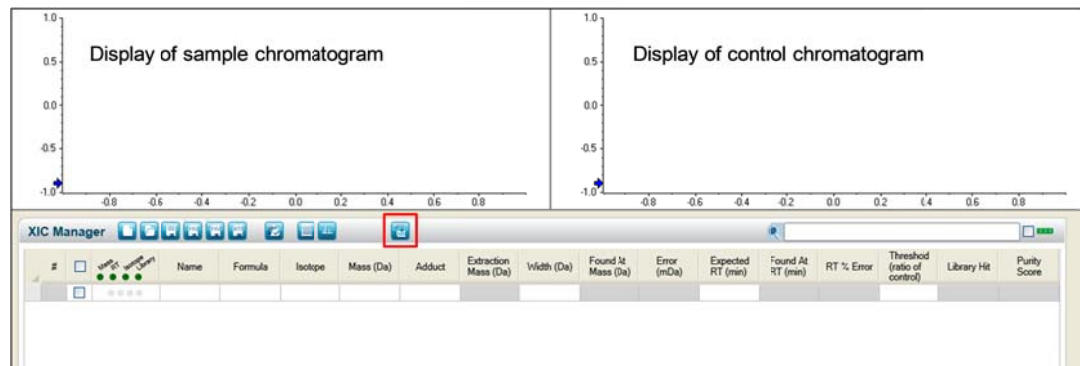 1.0
0.5
0.0
-0.5
-1.0
-0.8 -0.6 -0.4 -0.2 0.0 0.2 0.4 0.6 0.8
Display of sample chromatogram
1.0
0.5
0.0
-0.5
-1.0
-0.8 -0.6 -0.4 -0.2 0.0 0.2 0.4 0.6 0.8
Display of control chromatogram
XIC Manager
# Mass RT Isotope Library Name Formula Isotope Mass (Da) Adduct Extraction Mass (Da) Width (Da) Found At Mass (Da) Error (mDa) Expected RT (min) Found At RT (min) RT % Error Threshod (ratio of control) Library Hit Purity Score